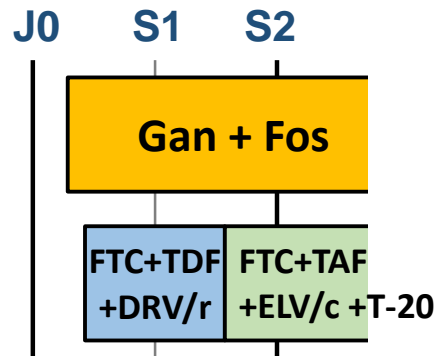 J0 S1 S2
Gan + Fos
FTC+TDF FTC+TAF
+DRV/r +ELV/c +T-20